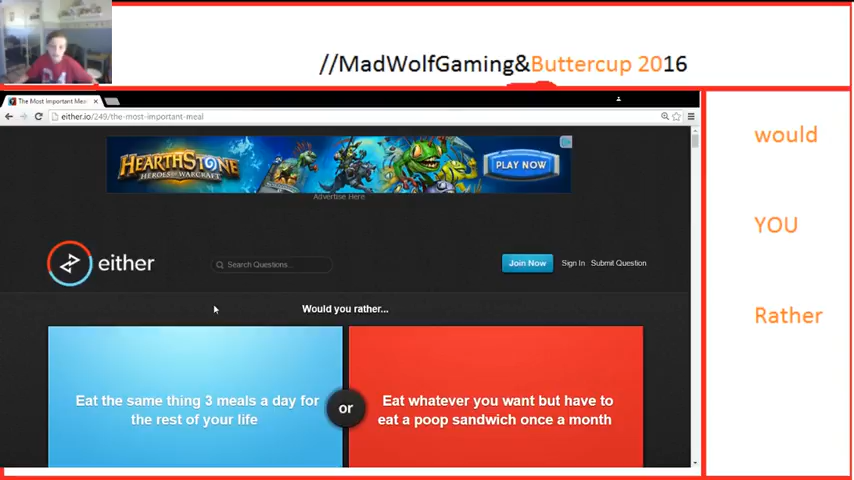 //MadWolfGaming&Buttercup 2016
The Most Important Mea
either.io/249/the-most-important-meal
HEARTHSTONE
HEROES OF WARCRAFT
PLAY NOW
Advertise Here
either
Search Questions...
Join Now
Sign In
Submit Question
Would you rather...
Eat the same thing 3 meals a day for
the rest of your life
or
Eat whatever you want but have to
eat a poop sandwich once a month
would
YOU
Rather